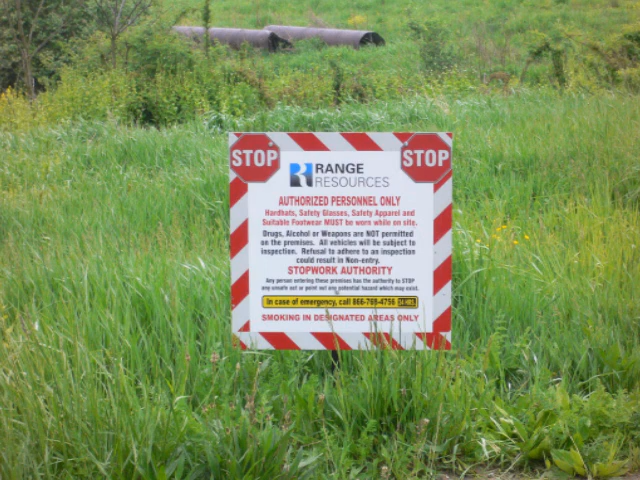 STOP STOP
RANGE
RESOURCES
AUTHORIZED PERSONNEL ONLY
Hardhats, Safety Glasses, Safety Apparel and
Suitable Footwear MUST be worn while on site.
Drugs, Alcohol or Weapons are NOT permitted
on the premises. All vehicles will be subject to
inspection. Refusal to adhere to an inspection
could result in Non-entry.
STOPWORK AUTHORITY
Any person entering these premises has the authority to STOP
any unsafe act or point out any potential hazard which may exist.
In case of emergency, call 866-768-4756
SMOKING IN DESIGNATED AREAS ONLY